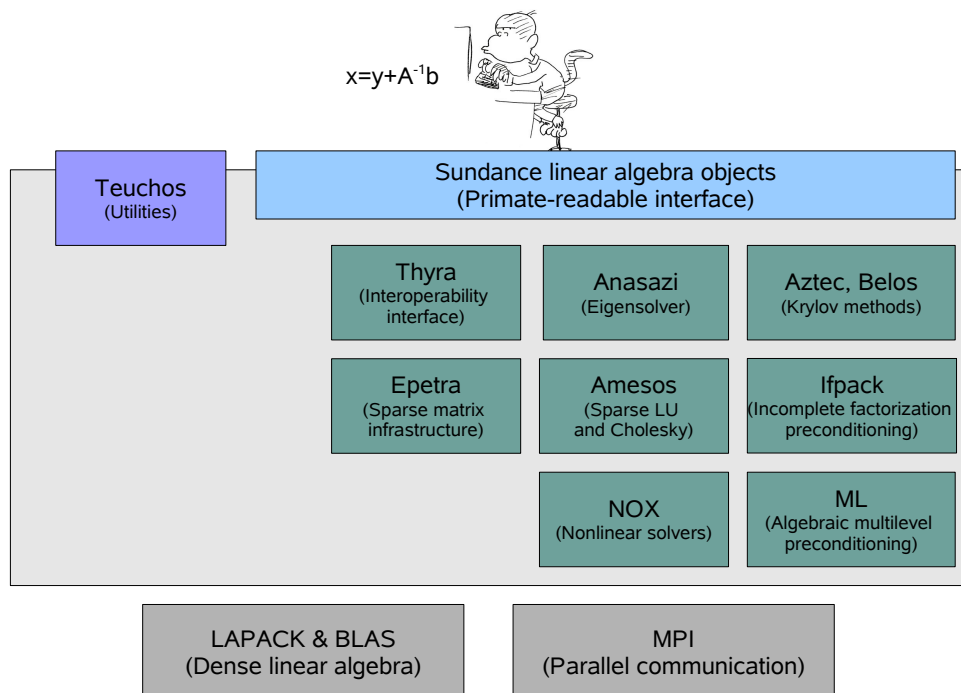 x=y+A⁻¹b
Teuchos
(Utilities)
Sundance linear algebra objects
(Primate-readable interface)
Thyra
(Interoperability
interface)
Anasazi
(Eigensolver)
Aztec, Belos
(Krylov methods)
Epetra
(Sparse matrix
infrastructure)
Amesos
(Sparse LU
and Cholesky)
Ifpack
(Incomplete factorization
preconditioning)
NOX
(Nonlinear solvers)
ML
(Algebraic multilevel
preconditioning)
LAPACK & BLAS
(Dense linear algebra)
MPI
(Parallel communication)